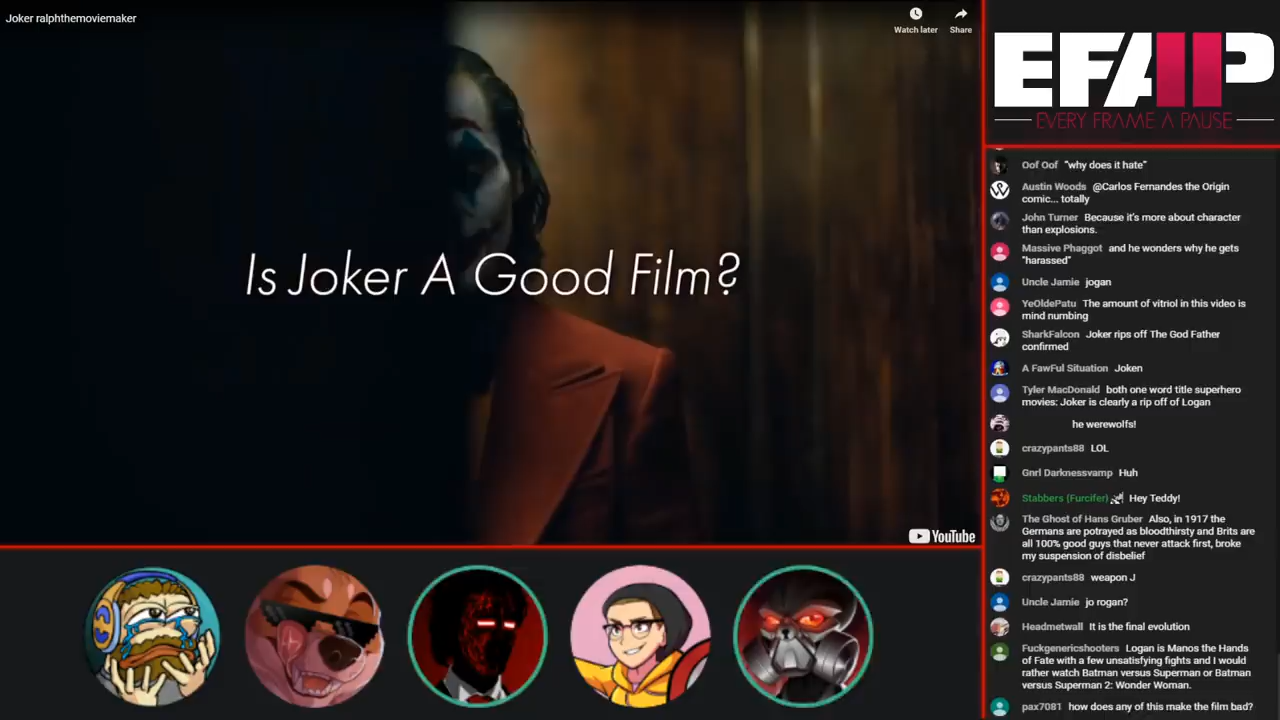 Joker ralphthemoviemaker
Watch later
Share
Is Joker A Good Film?
YouTube
EFAP
EVERY FRAME A PAUSE
Oof Oof "why does it hate"
Austin Woods @Carlos Fernandes the Origin
comic... totally
John Turner Because it's more about character
than explosions.
Massive Phaggot and he wonders why he gets
"harassed"
Uncle Jamie jogan
YeOldePatu The amount of vitriol in this video is
mind numbing
SharkFalcon Joker rips off The God Father
confirmed
A FawFul Situation Joken
Tyler MacDonald both one word title superhero
movies: Joker is clearly a rip off of Logan
he werewolfs!
crazypants88 LOL
Gnrl Darknessvamp Huh
Stabbers (Furcifer) Hey Teddy!
The Ghost of Hans Gruber Also, in 1917 the
Germans are portrayed as bloodthirsty and Brits are
all 100% good guys that never attack first, broke
my suspension of disbelief
crazypants88 weapon J
Uncle Jamie jo rogan?
Headmetwall It is the final evolution
Fuckgenericshooters Logan is Manos the Hands
of Fate with a few unsatisfying fights and I would
rather watch Batman versus Superman or Batman
versus Superman 2: Wonder Woman.
pax7081 how does any of this make the film bad?